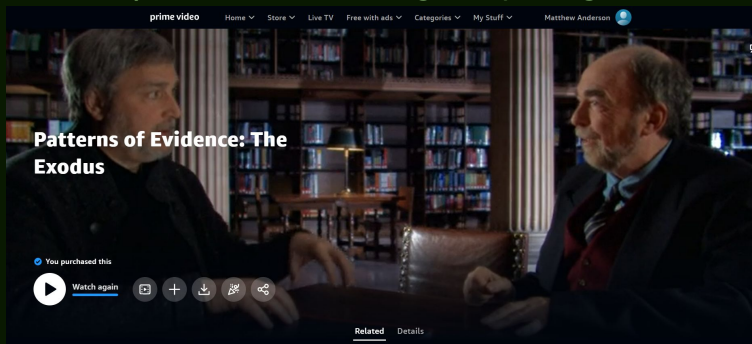 prime video Home Store Live TV Free with ads Categories My Stuff Matthew Anderson
Patterns of Evidence: The
Exodus
You purchased this
Watch again
Related Details